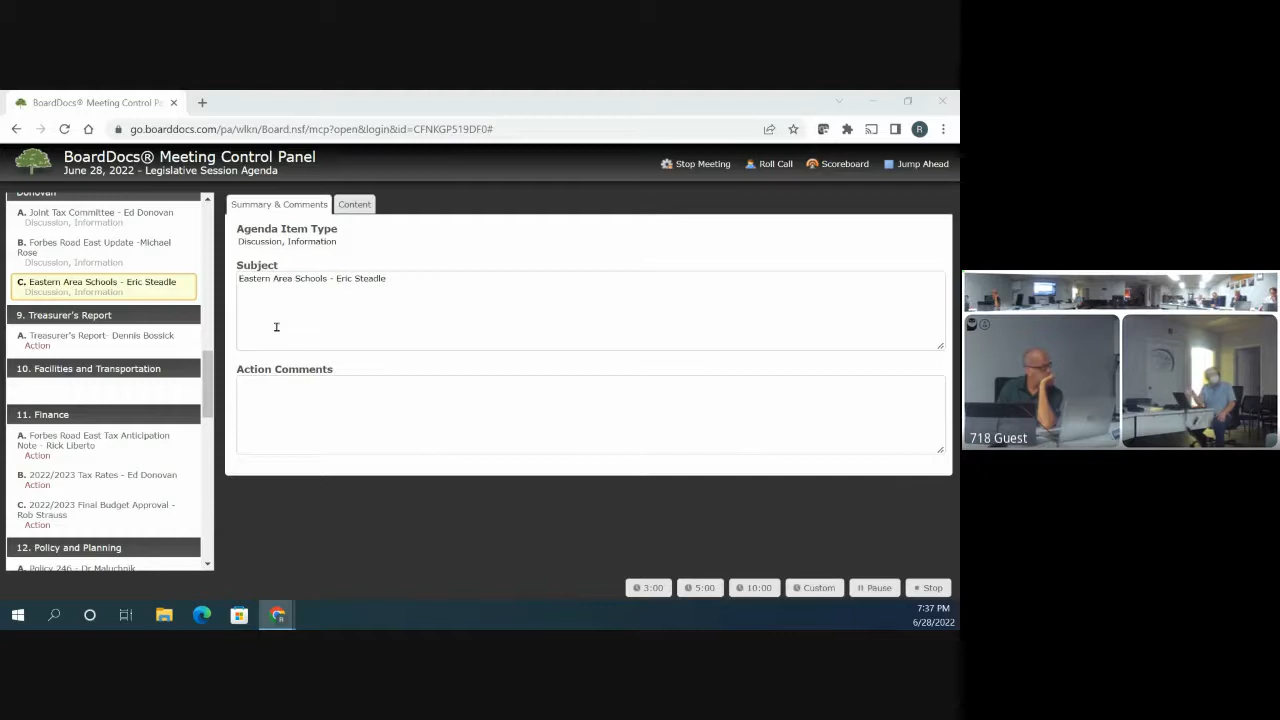 BoardDocs® Meeting Control Pa
go.boarddocs.com/pa/wlkn/Board.nsf/mcp?open&login&id=CFNKGP519DF0#
R
BoardDocs® Meeting Control Panel
June 28, 2022 - Legislative Session Agenda
Stop Meeting
Roll Call
Scoreboard
Jump Ahead
Donovan
A. Joint Tax Committee - Ed Donovan
Discussion, Information
B. Forbes Road East Update -Michael
Rose
Discussion, Information
C. Eastern Area Schools - Eric Steadle
Discussion, Information
9. Treasurer's Report
A. Treasurer's Report- Dennis Bossick
Action
10. Facilities and Transportation
11. Finance
A. Forbes Road East Tax Anticipation
Note - Rick Liberto
Action
B. 2022/2023 Tax Rates - Ed Donovan
Action
C. 2022/2023 Final Budget Approval -
Rob Strauss
Action
12. Policy and Planning
A. Policy 246 - Dr Maluchnik
Summary & Comments
Content
Agenda Item Type
Discussion, Information
Subject
Eastern Area Schools - Eric Steadle
Action Comments
3:00
5:00
10:00
Custom
Pause
Stop
7:37 PM
6/28/2022
718 Guest